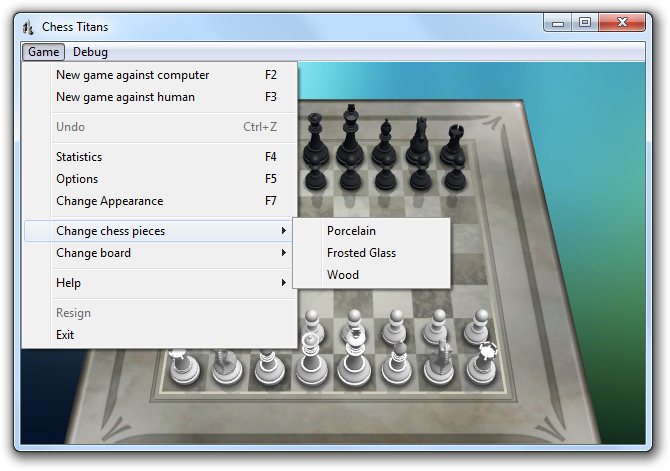 Chess Titans
Game Debug
New game against computer F2
New game against human F3
Undo Ctrl+Z
Statistics F4
Options F5
Change Appearance F7
Change chess pieces
Porcelain
Change board
Frosted Glass
Wood
Help
Resign
Exit